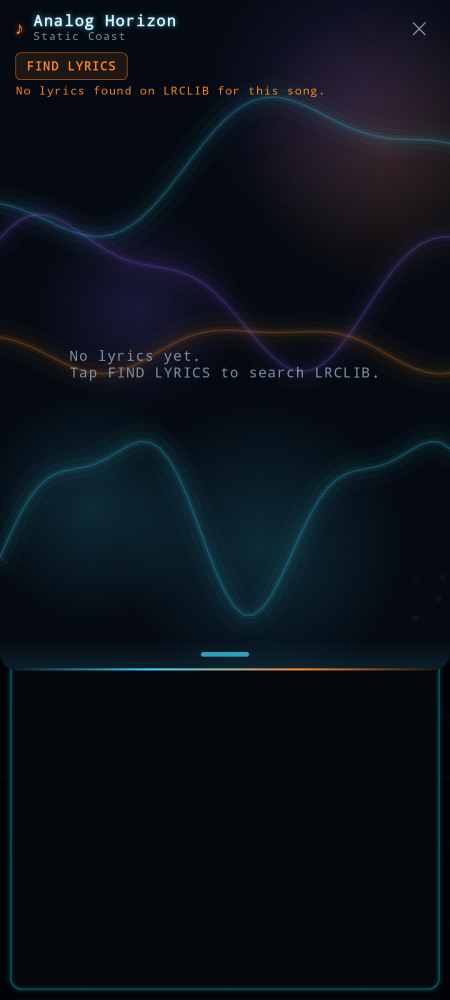 ♪ Analog Horizon
Static Coast
FIND LYRICS
No lyrics found on LRCLIB for this song.
No lyrics yet.
Tap FIND LYRICS to search LRCLIB.